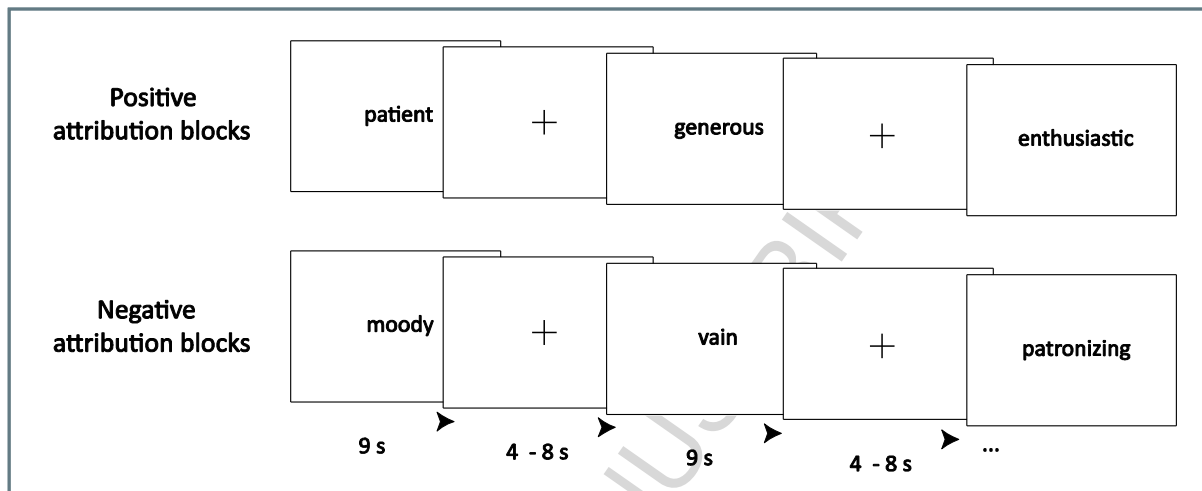 Positive
attribution blocks
patient
+
generous
+
enthusiastic
Negative
attribution blocks
moody
+
vain
+
patronizing
9 s
4 - 8 s
9 s
4 - 8 s
...